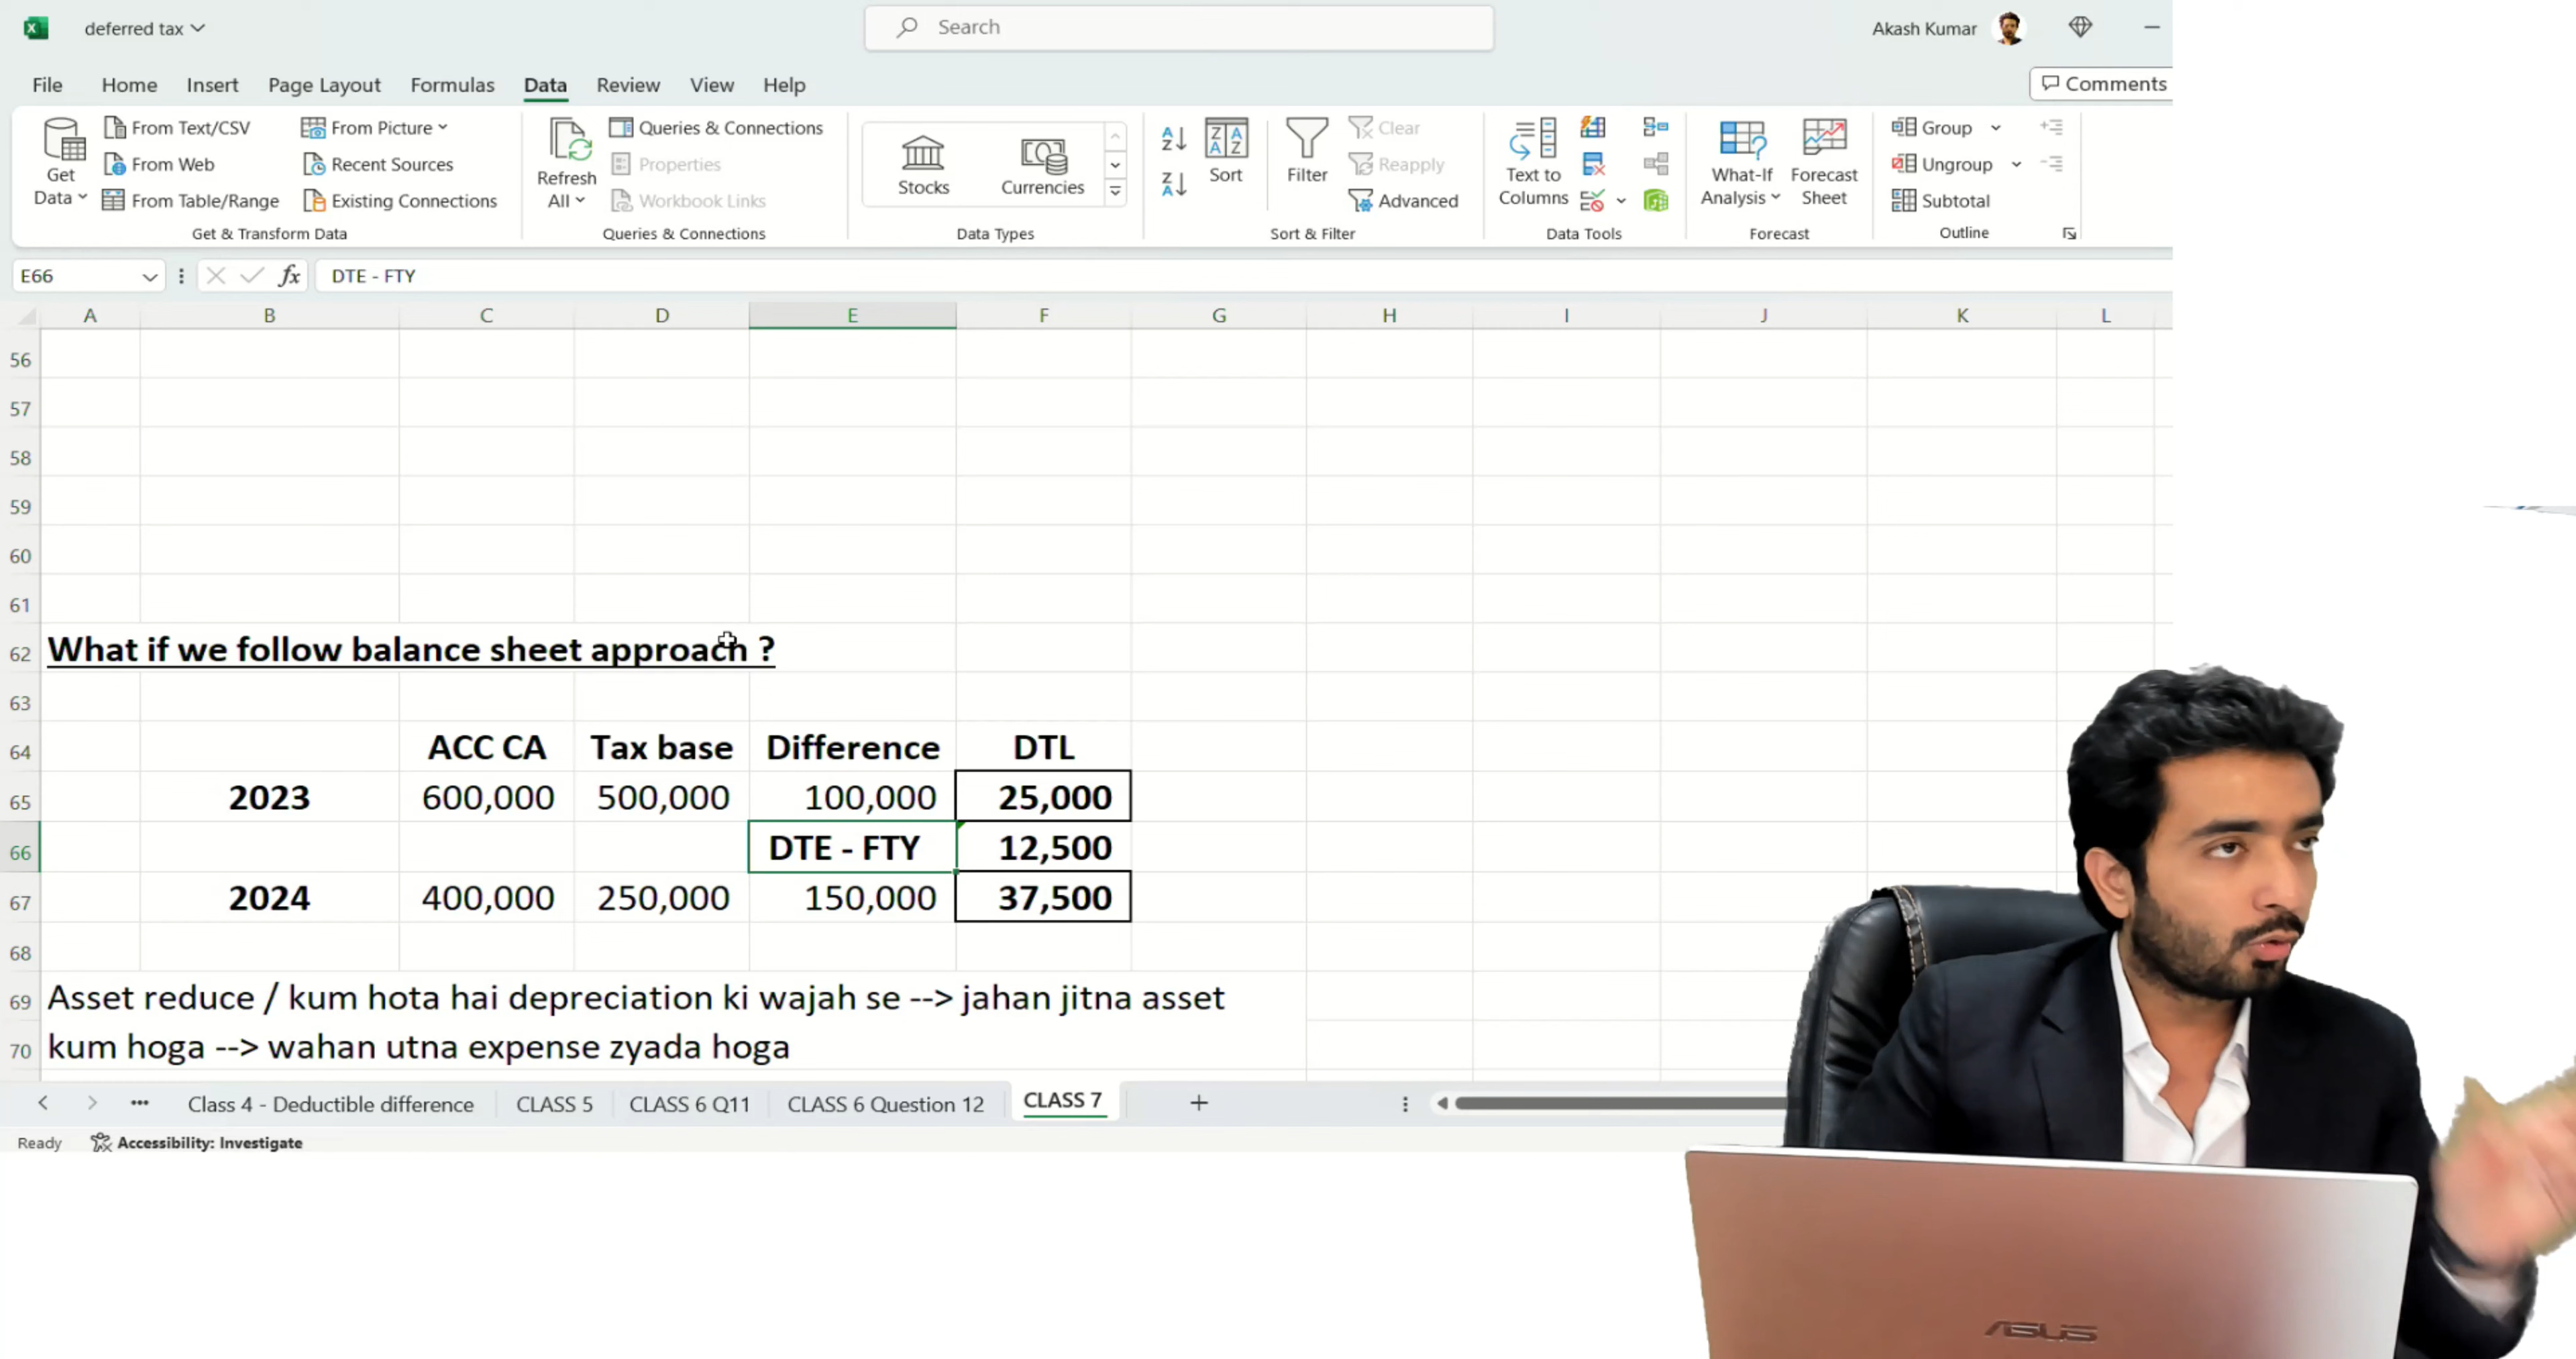 deferred tax
Search
Akash Kumar
File Home Insert Page Layout Formulas Data Review View Help
Comments
Get Data
From Text/CSV
From Web
From Table/Range
From Picture
Recent Sources
Existing Connections
Get & Transform Data
Refresh All
Queries & Connections
Properties
Workbook Links
Queries & Connections
Stocks
Currencies
Data Types
Sort
Filter
Clear
Reapply
Advanced
Sort & Filter
Text to Columns
Data Tools
What-If Analysis
Forecast Sheet
Forecast
Group
Ungroup
Subtotal
Outline
E66 fx DTE - FTY
A B C D E F G H I J K L
56
57
58
59
60
61
62 What if we follow balance sheet approach ?
63
64 ACC CA Tax base Difference DTL
65 2023 600,000 500,000 100,000 25,000
66 DTE - FTY 12,500
67 2024 400,000 250,000 150,000 37,500
68
69 Asset reduce / kum hota hai depreciation ki wajah se --> jahan jitna asset
70 kum hoga --> wahan utna expense zyada hoga
Class 4 - Deductible difference CLASS 5 CLASS 6 Q11 CLASS 6 Question 12 CLASS 7
Ready Accessibility: Investigate
ASUS